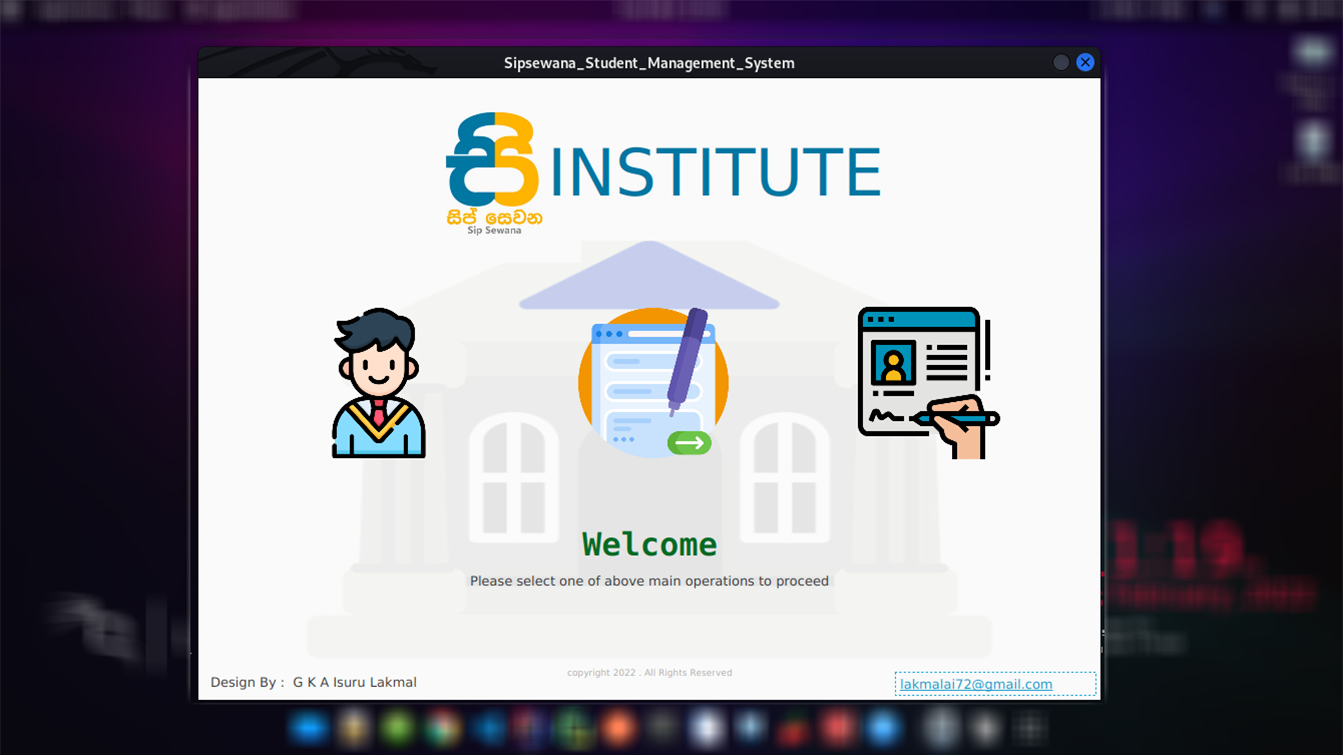 Sipsewana_Student_Management_System
සිප් සෙවන
Sip Sewana
INSTITUTE
Welcome
Please select one of above main operations to proceed
copyright 2022 . All Rights Reserved
Design By :  G K A Isuru Lakmal
lakmalai72@gmail.com